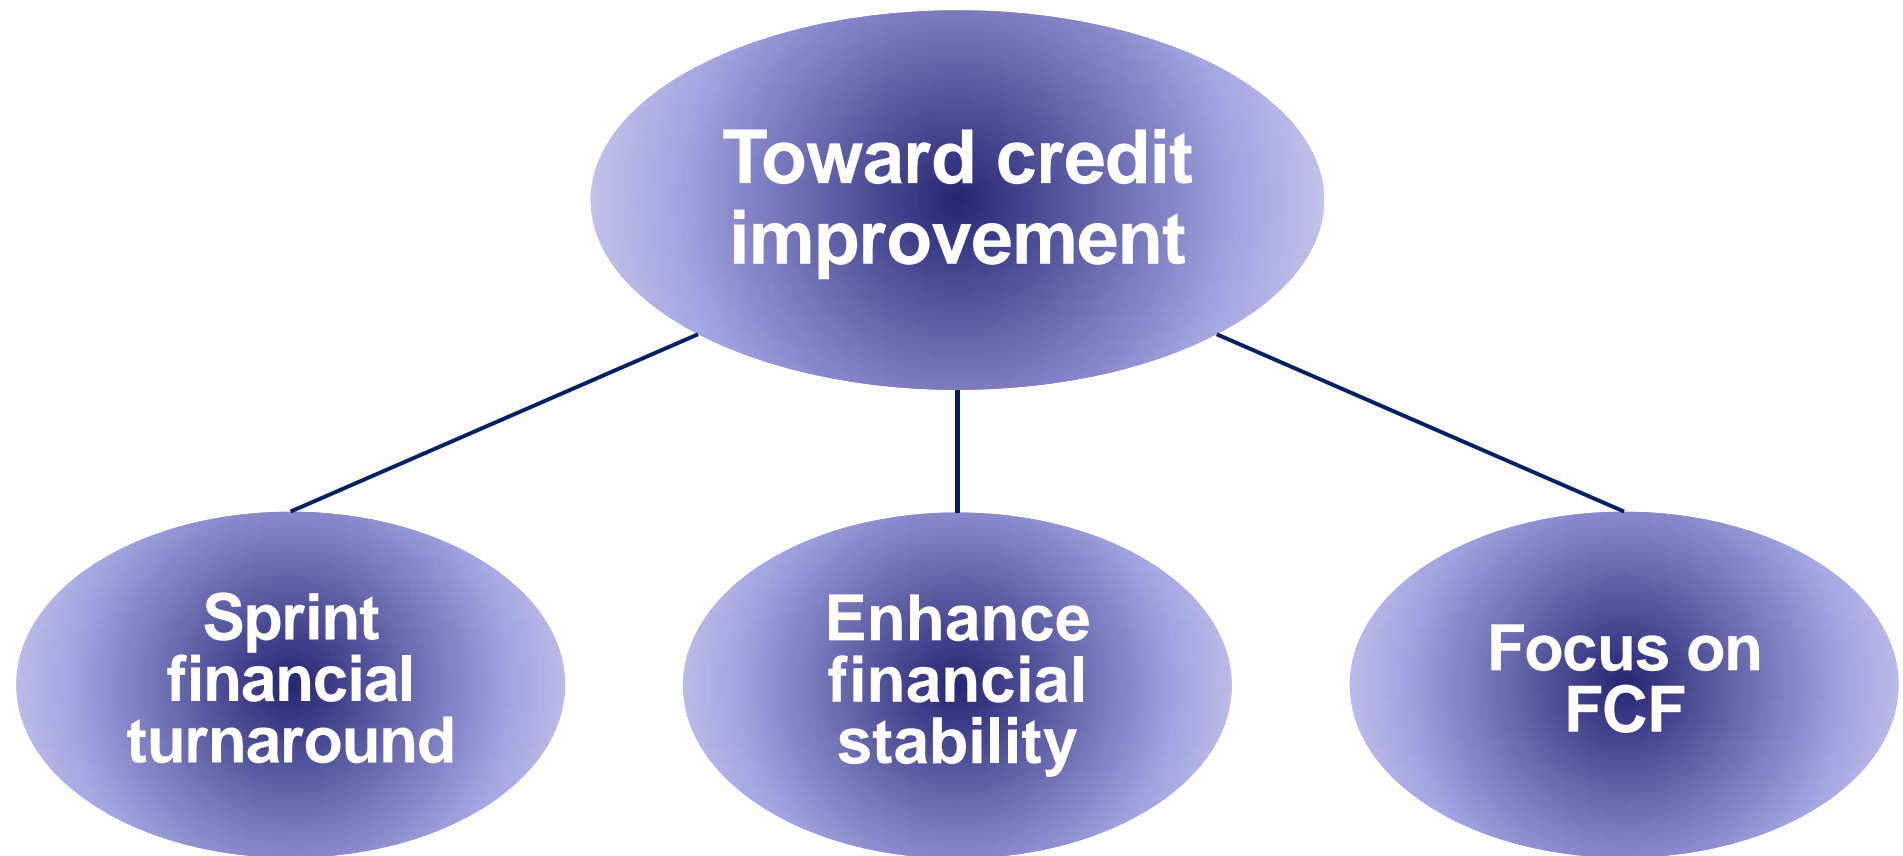 Toward credit
improvement
Sprint
financial
turnaround
Enhance
financial
stability
Focus on
FCF